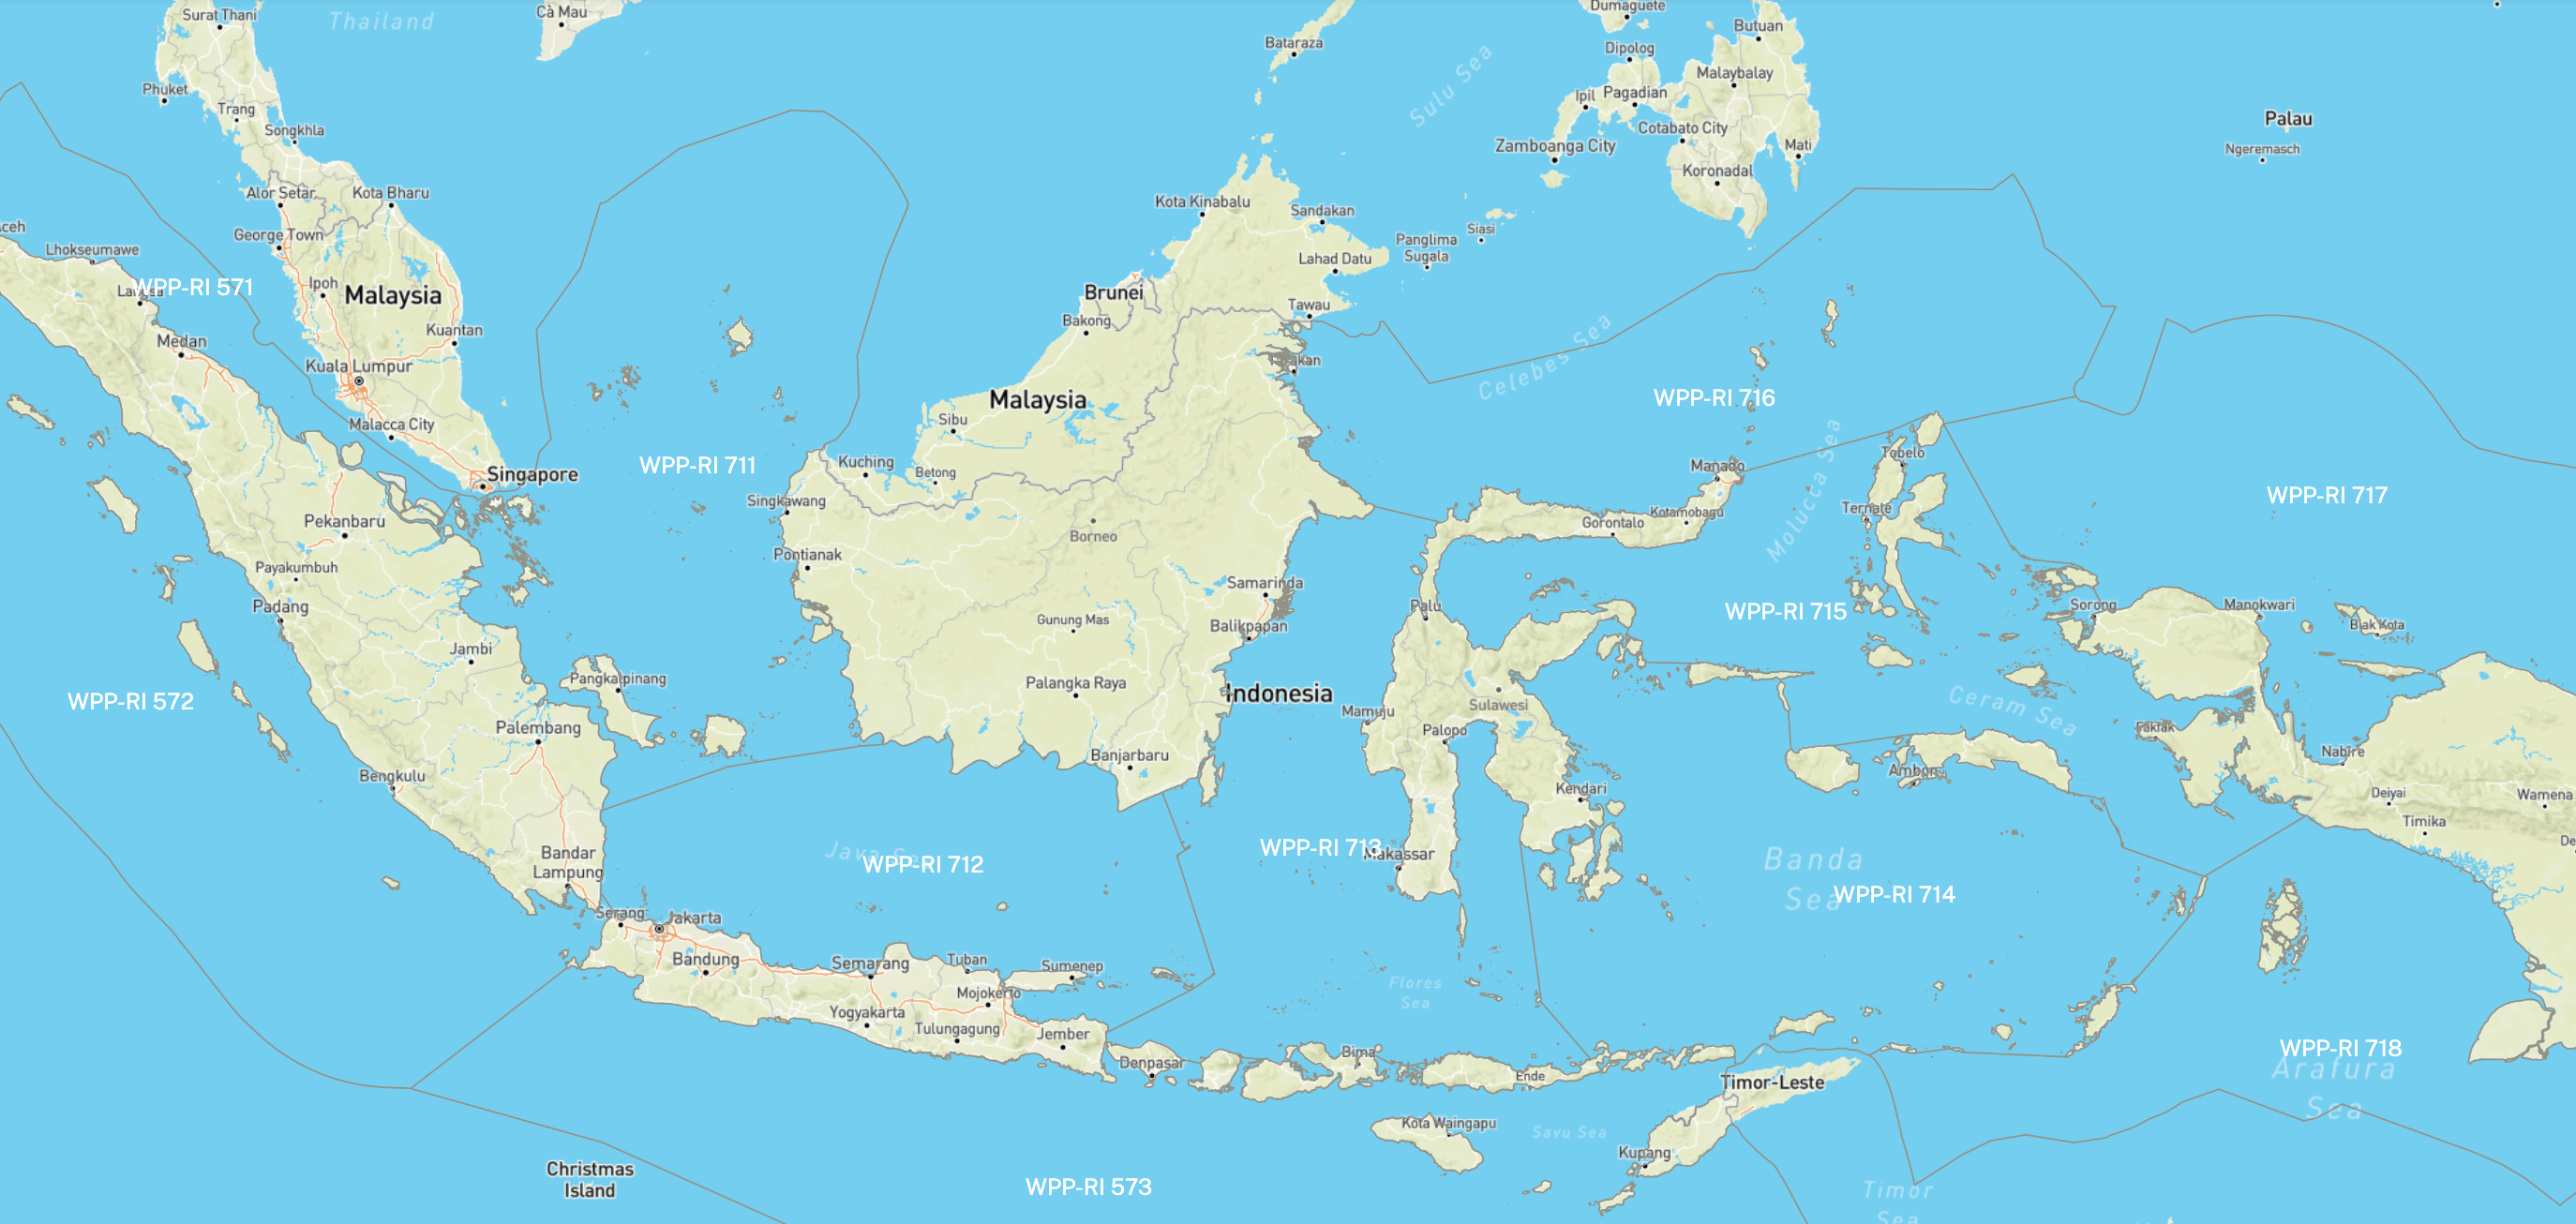 Surat Thani
Thailand
Cà Mau
Bataraza
Sulu Sea
Dumaguete
Butuan
Dipolog
Malaybalay
Phuket
Trang
Songkhla
Ipil
Pagadian
Cotabato City
Zamboanga City
Mati
Koronadal
Palau
Ngeremasch
Alor Setar
Kota Bharu
Kota Kinabalu
Sandakan
Siasi
Panglima
Sugala
George Town
Lhokseumawe
Lahad Datu
WPP-RI 571
Ipoh
Malaysia
Brunei
Tawau
Bakong
Kuantan
Medan
Kuala Lumpur
Celebes Sea
WPP-RI 716
Malaysia
Sibu
Malacca City
Molucca Sea
Tobelo
WPP-RI 711
Kuching
Betong
Singapore
Manado
WPP-RI 717
Singkawang
Ternate
Kotamobagu
Gorontalo
Pekanbaru
Borneo
Pontianak
Payakumbuh
Samarinda
Padang
Palu
WPP-RI 715
Sorong
Manokwari
Biak Kota
Gunung Mas
Balikpapan
Jambi
Pangkalpinang
Palangka Raya
Indonesia
WPP-RI 572
Sulawesi
Ceram Sea
Mamuju
Palembang
Palopo
Fakfak
Banjarbaru
Nabire
Bengkulu
Ambon
Kendari
Deiyai
Wamena
Timika
Java
WPP-RI 712
WPP-RI 713
Makassar
Bandar
Lampung
Banda
Sea
WPP-RI 714
Serang
Jakarta
Bandung
Semarang
Tuban
Sumenep
Flores
Sea
Mojokerto
Yogyakarta
Tulungagung
Jember
Denpasar
Bima
Ende
WPP-RI 718
Arafura
Sea
Timor-Leste
Kota Waingapu
Savu Sea
Kupang
Christmas
Island
WPP-RI 573
Timor
Sea